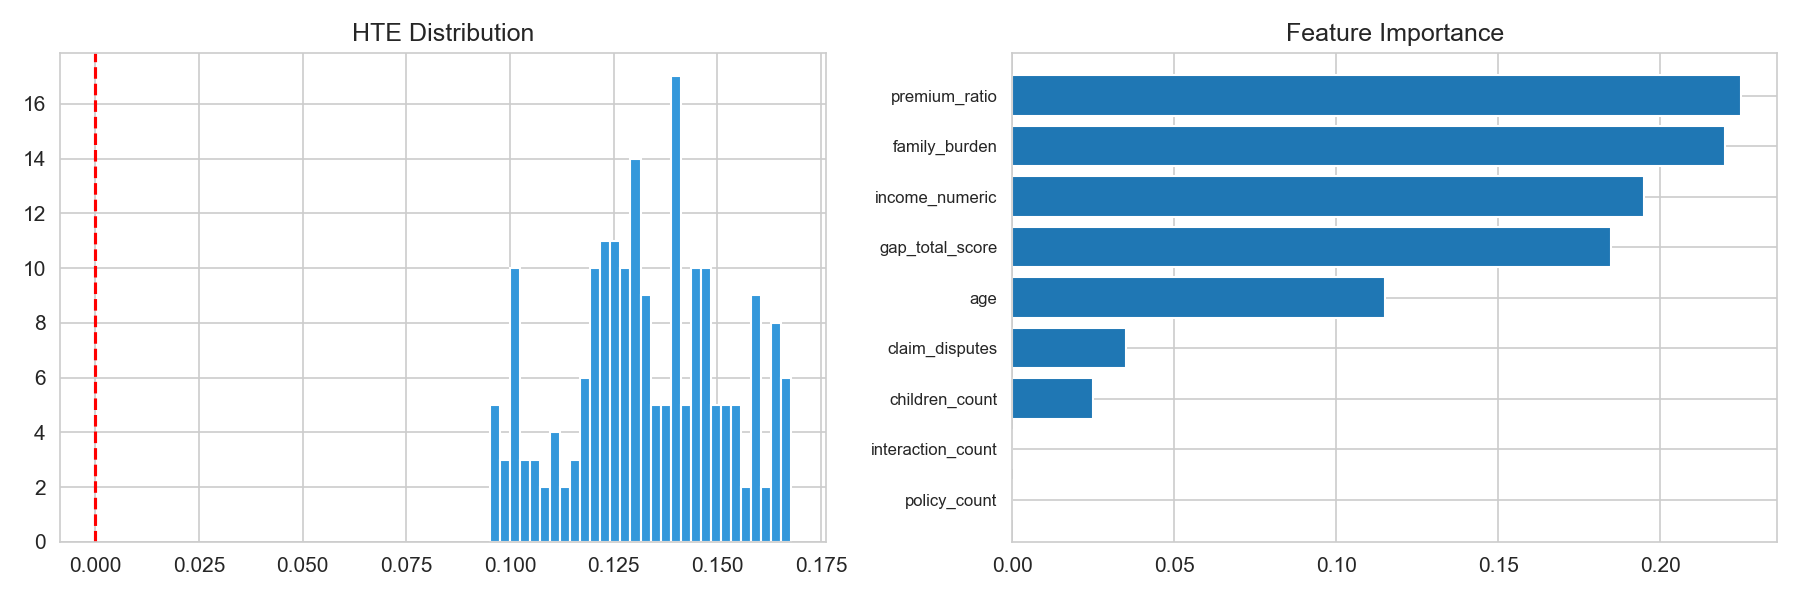 HTE Distribution
16
14
12
10
8
6
4
2
0
0.000 0.025 0.050 0.075 0.100 0.125 0.150 0.175
Feature Importance
premium_ratio
family_burden
income_numeric
gap_total_score
age
claim_disputes
children_count
interaction_count
policy_count
0.00 0.05 0.10 0.15 0.20